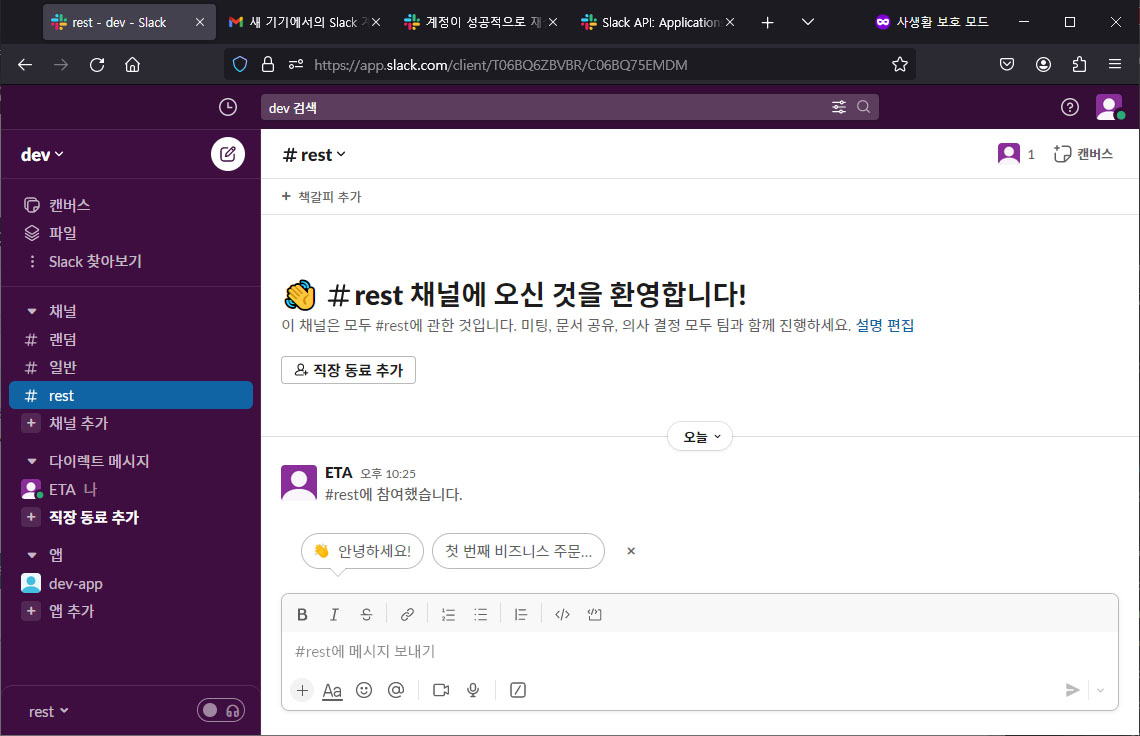 rest - dev - Slack
새 기기에서의 Slack
계정이 성공적으로 재
Slack API: Application
사생활 보호 모드
https://app.slack.com/client/T06BQ6ZBVBR/C06BQ75EMDM
dev 검색
dev
캔버스
파일
Slack 찾아보기
채널
# 랜덤
# 일반
# rest
+ 채널 추가
다이렉트 메시지
ETA 나
+ 직장 동료 추가
앱
dev-app
+ 앱 추가
rest
# rest
1
캔버스
+ 책갈피 추가
#rest 채널에 오신 것을 환영합니다!
이 채널은 모두 #rest에 관한 것입니다. 미팅, 문서 공유, 의사 결정 모두 팀과 함께 진행하세요. 설명 편집
직장 동료 추가
오늘
ETA 오후 10:25
#rest에 참여했습니다.
안녕하세요!
첫 번째 비즈니스 주문...
B I S
#rest에 메시지 보내기
+ Aa @